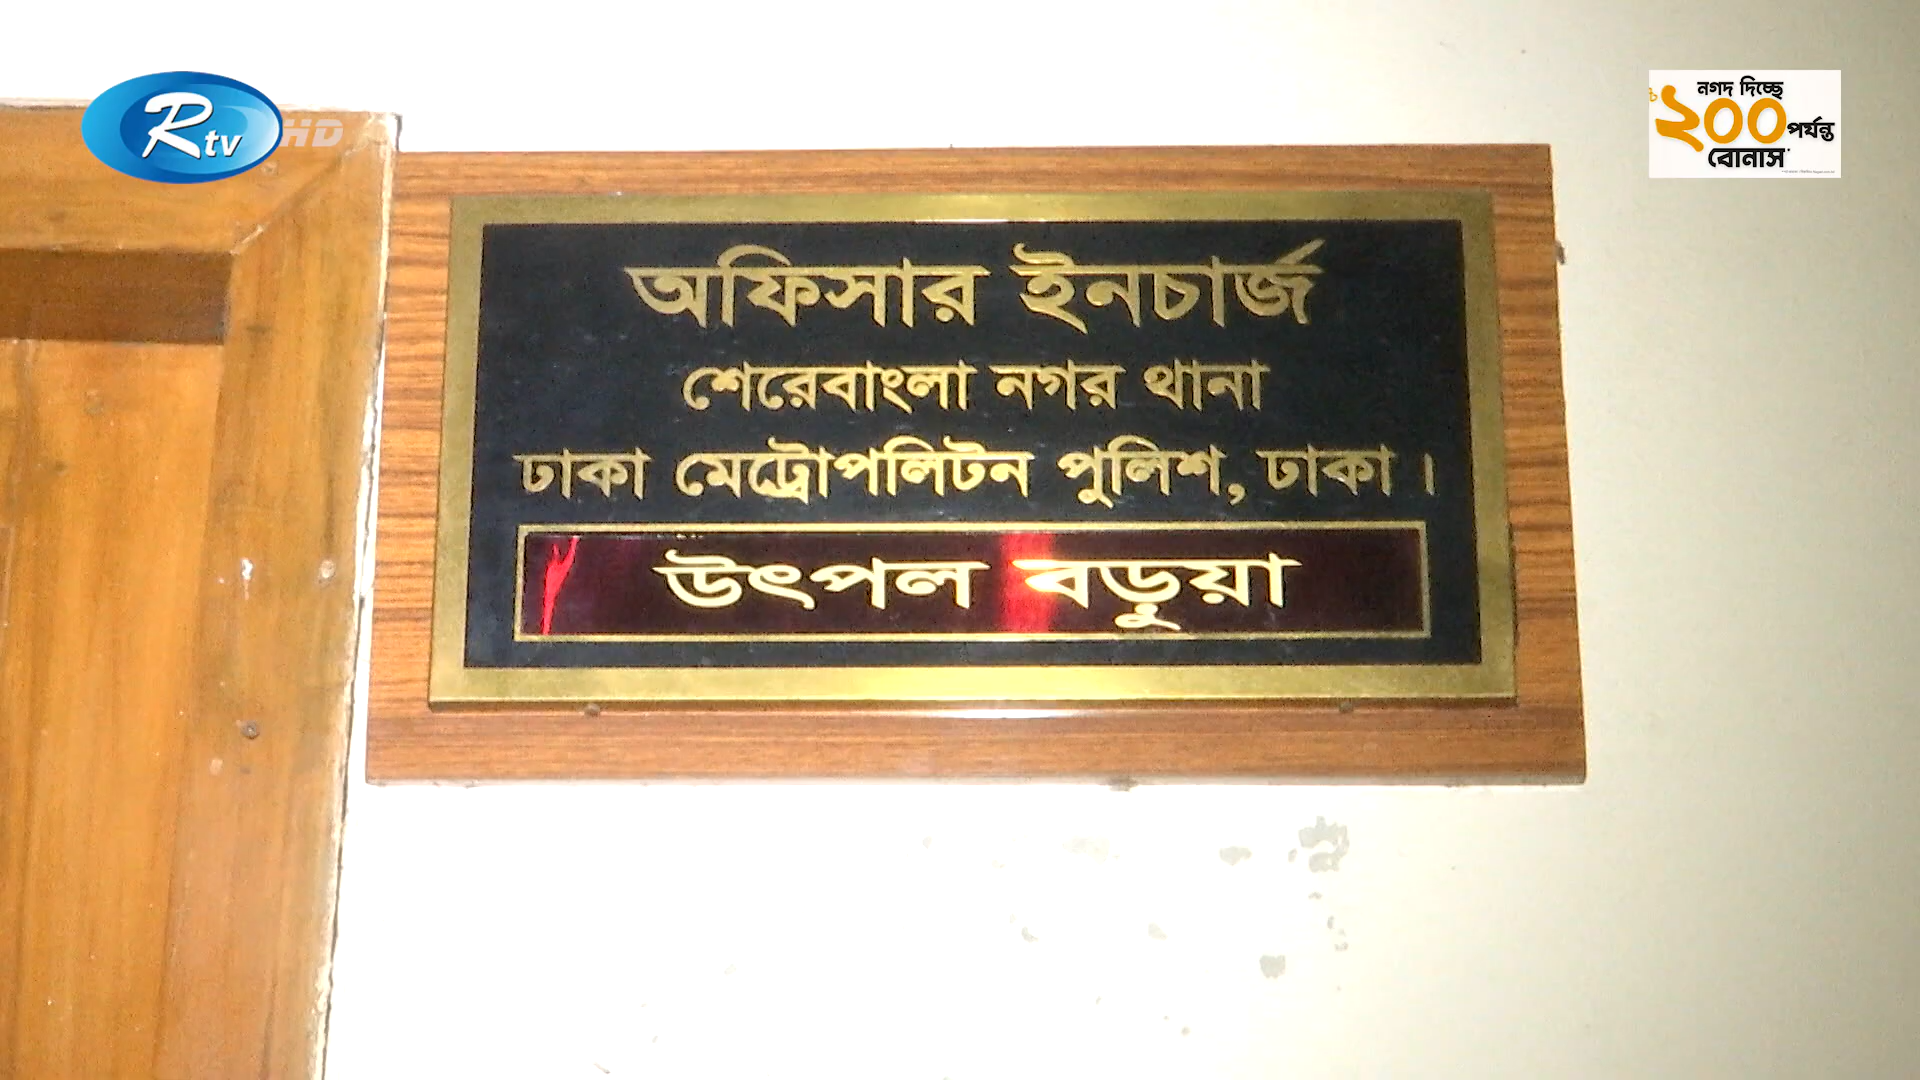 Rtv HD
নগদ দিচ্ছে
৳২০০ পর্যন্ত
বোনাস
অফিসার ইনচার্জ
শেরেবাংলা নগর থানা
ঢাকা মেট্রোপলিটন পুলিশ, ঢাকা।
উৎপল বড়ুয়া